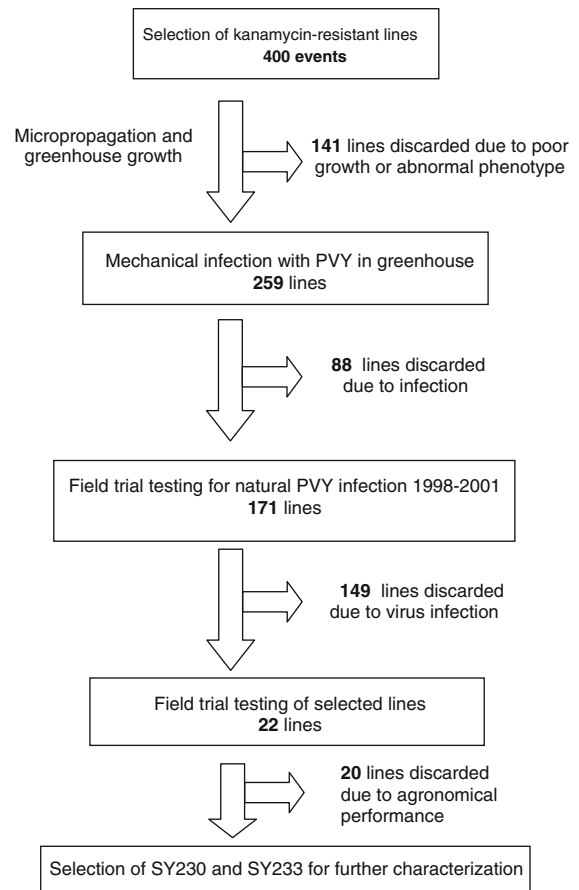 Selection of kanamycin-resistant lines
400 events
Micropropagation and
greenhouse growth
141 lines discarded due to poor
growth or abnormal phenotype
Mechanical infection with PVY in greenhouse
259 lines
88 lines discarded
due to infection
Field trial testing for natural PVY infection 1998-2001
171 lines
149 lines discarded
due to virus infection
Field trial testing of selected lines
22 lines
20 lines discarded
due to agronomical
performance
Selection of SY230 and SY233 for further characterization